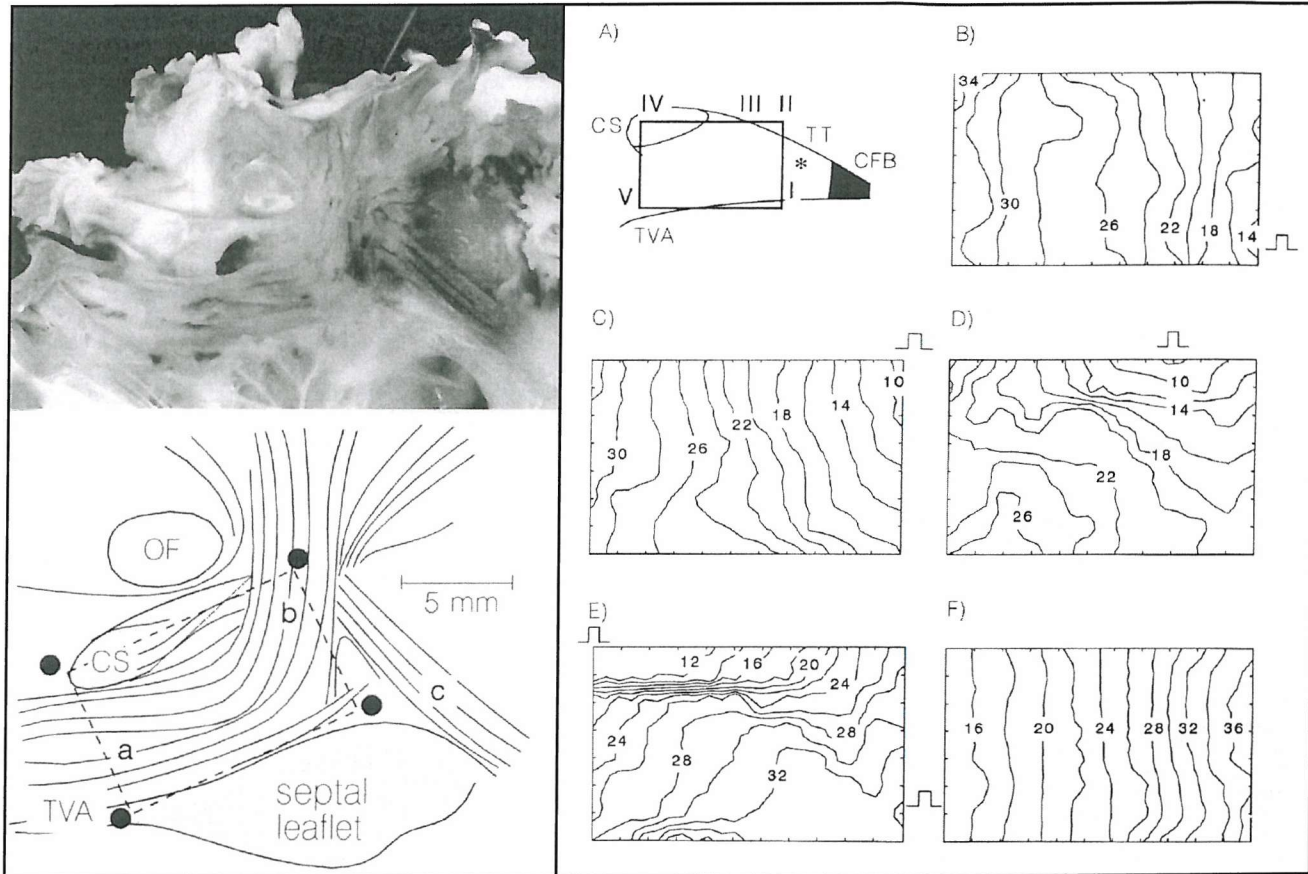 OF
5 mm
b
CS
c
a
TVA
septal
leaflet
A)
IV III II
CS TT
* CFB
V I
TVA
B)
34
30 26 22 18 14
C)
10
18 14
22
30 26
D)
10
14
18
22
26
E)
12 16 20
24
24 28
28
32
F)
16 20 24 28 32 36